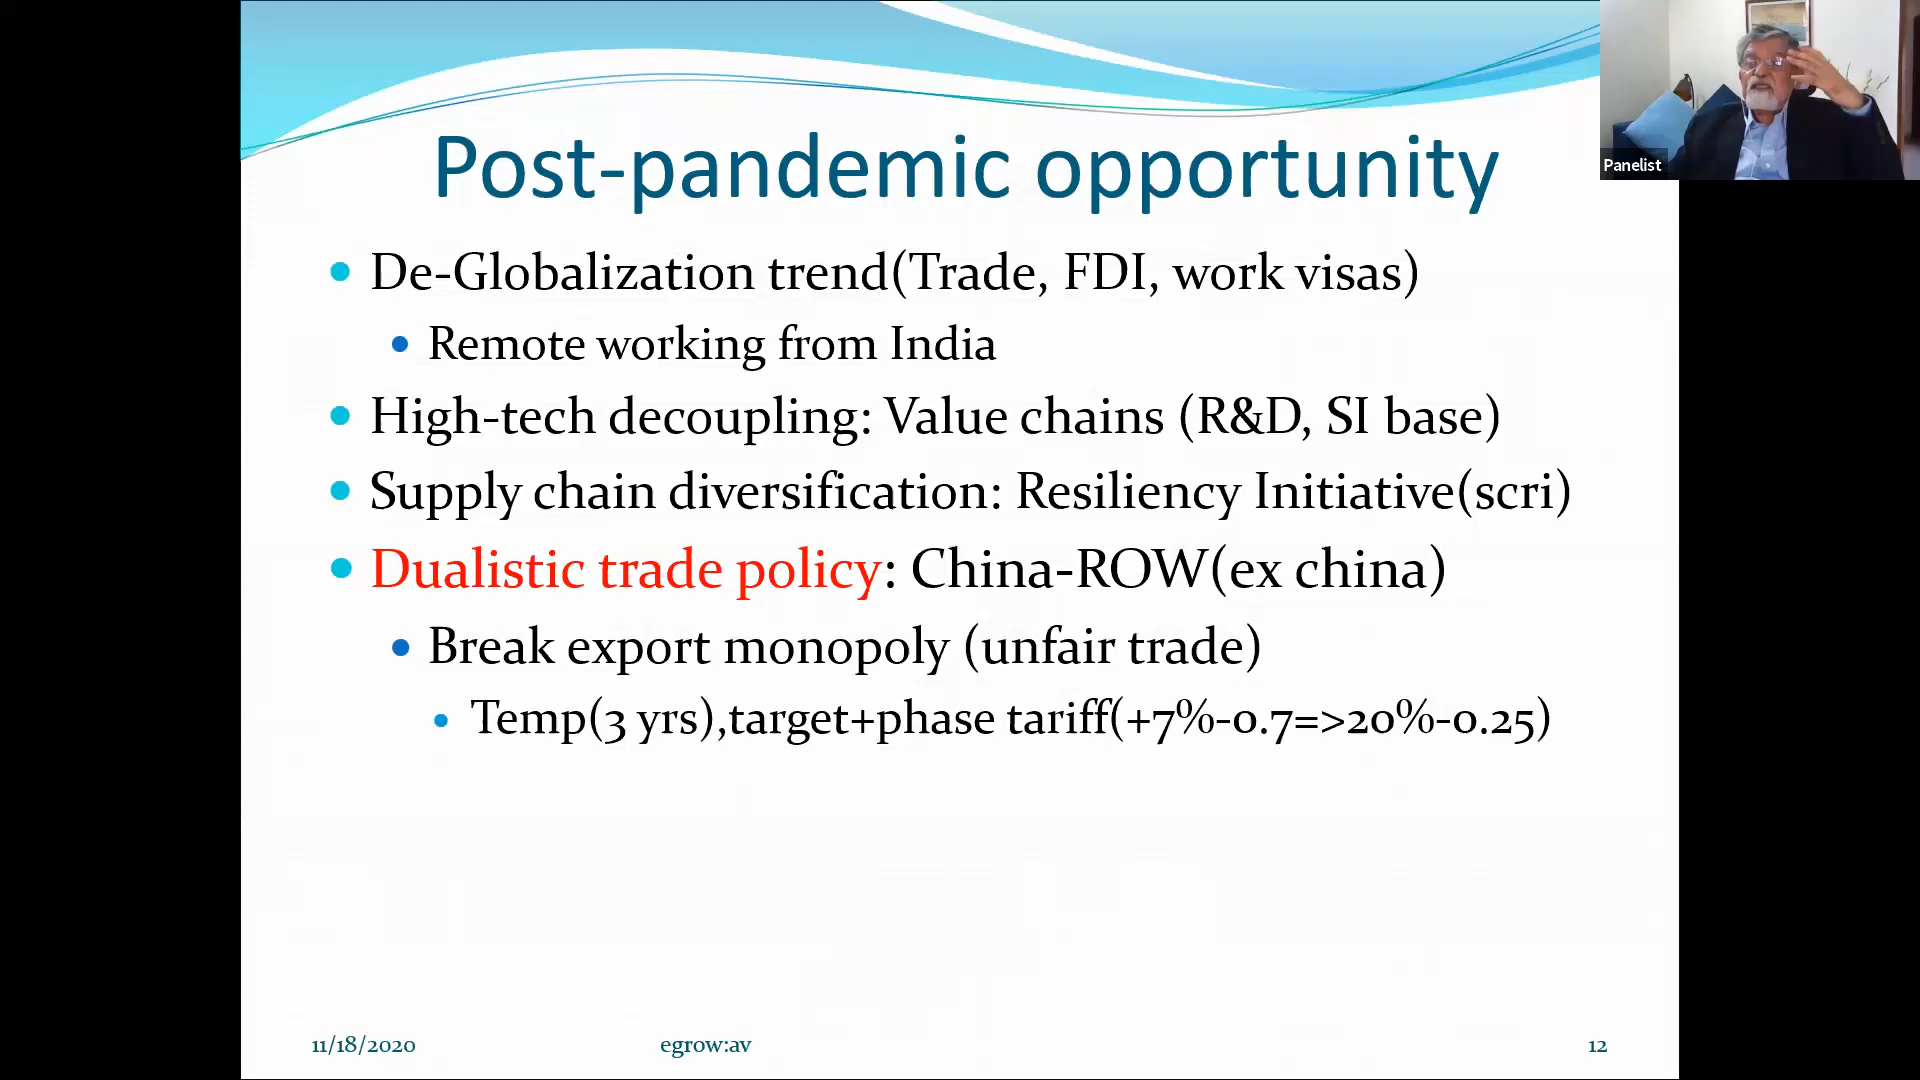 Post-pandemic opportunity
De-Globalization trend(Trade, FDI, work visas)
Remote working from India
High-tech decoupling: Value chains (R&D, SI base)
Supply chain diversification: Resiliency Initiative(scri)
Dualistic trade policy: China-ROW(ex china)
Break export monopoly (unfair trade)
Temp(3 yrs),target+phase tariff(+7%-0.7=>20%-0.25)
11/18/2020
egrow:av
12
Panelist